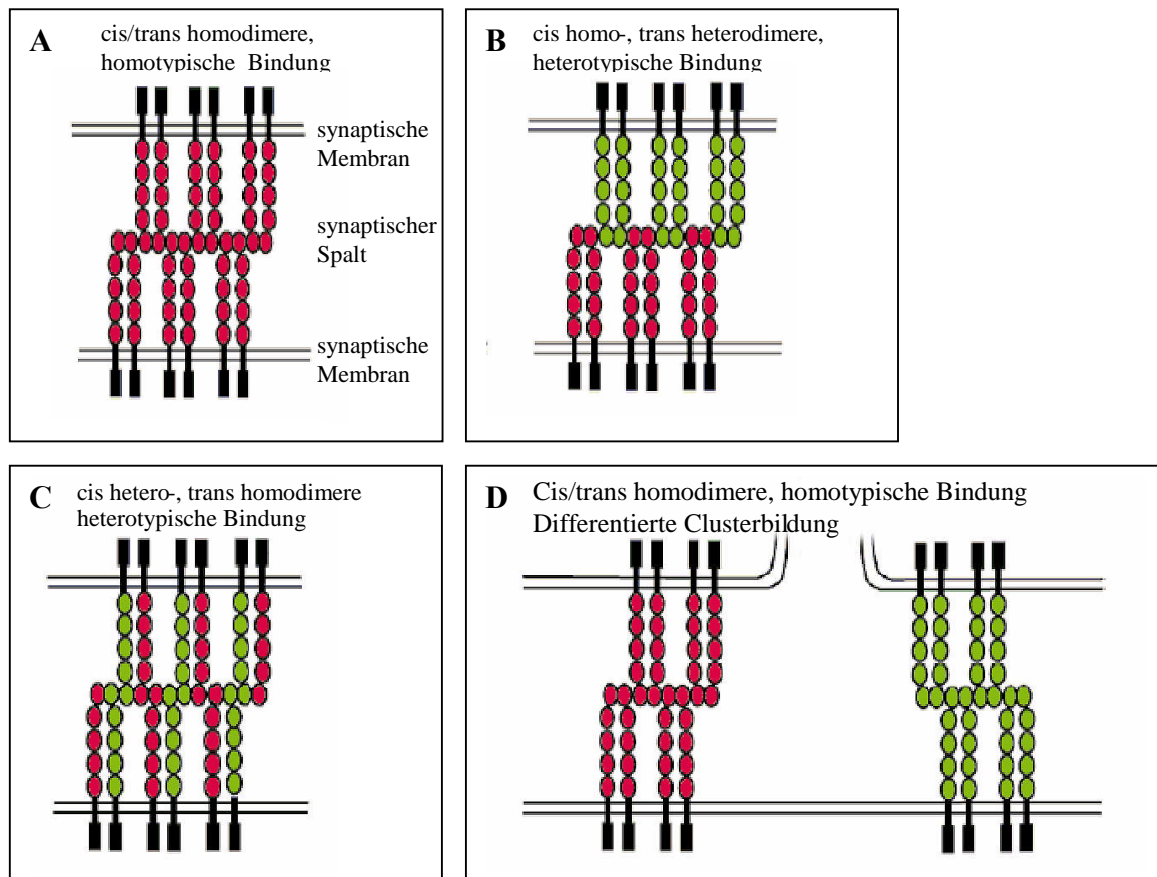 A
cis/trans homodimere,
homotypische Bindung
synaptische
Membran
synaptischer
Spalt
synaptische
Membran
B
cis homo-, trans heterodimere,
heterotypische Bindung
C
cis hetero-, trans homodimere
heterotypische Bindung
D
Cis/trans homodimere, homotypische Bindung
Differentierte Clusterbildung